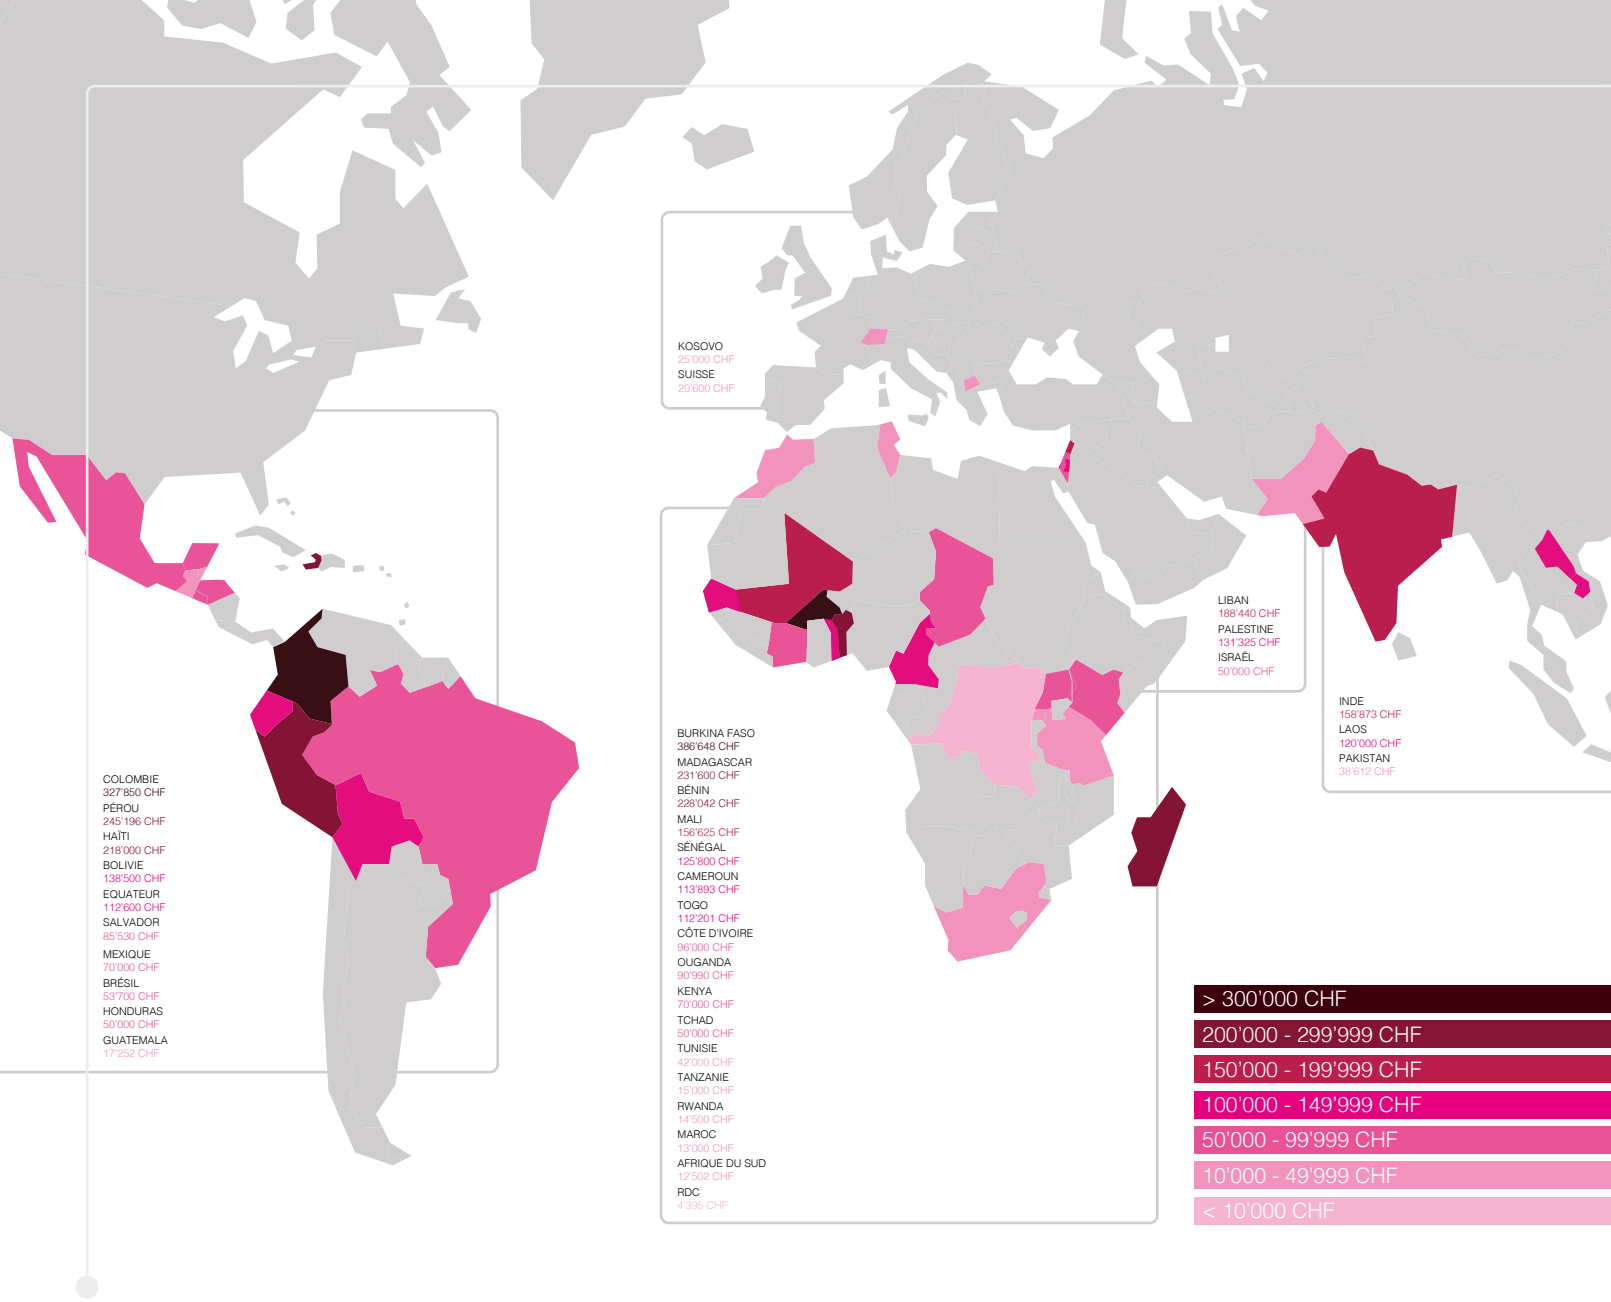 KOSOVO
25'000 CHF
SUISSE
20'600 CHF
COLOMBIE
327'850 CHF
PÉROU
245'196 CHF
HAÏTI
218'000 CHF
BOLIVIE
138'500 CHF
EQUATEUR
112'600 CHF
SALVADOR
85'530 CHF
MEXIQUE
70'000 CHF
BRÉSIL
53'700 CHF
HONDURAS
50'000 CHF
GUATEMALA
17'252 CHF
BURKINA FASO
386'648 CHF
MADAGASCAR
231'600 CHF
BÉNIN
228'042 CHF
MALI
156'625 CHF
SÉNÉGAL
125'800 CHF
CAMEROUN
113'893 CHF
TOGO
112'201 CHF
CÔTE D'IVOIRE
96'000 CHF
OUGANDA
90'990 CHF
KENYA
70'000 CHF
TCHAD
50'000 CHF
TUNISIE
42'000 CHF
TANZANIE
15'000 CHF
RWANDA
14'500 CHF
MAROC
13'000 CHF
AFRIQUE DU SUD
12'502 CHF
RDC
4'395 CHF
LIBAN
188'440 CHF
PALESTINE
131'325 CHF
ISRAËL
50'000 CHF
INDE
158'873 CHF
LAOS
120'000 CHF
PAKISTAN
38'612 CHF
> 300'000 CHF
200'000 - 299'999 CHF
150'000 - 199'999 CHF
100'000 - 149'999 CHF
50'000 - 99'999 CHF
10'000 - 49'999 CHF
< 10'000 CHF